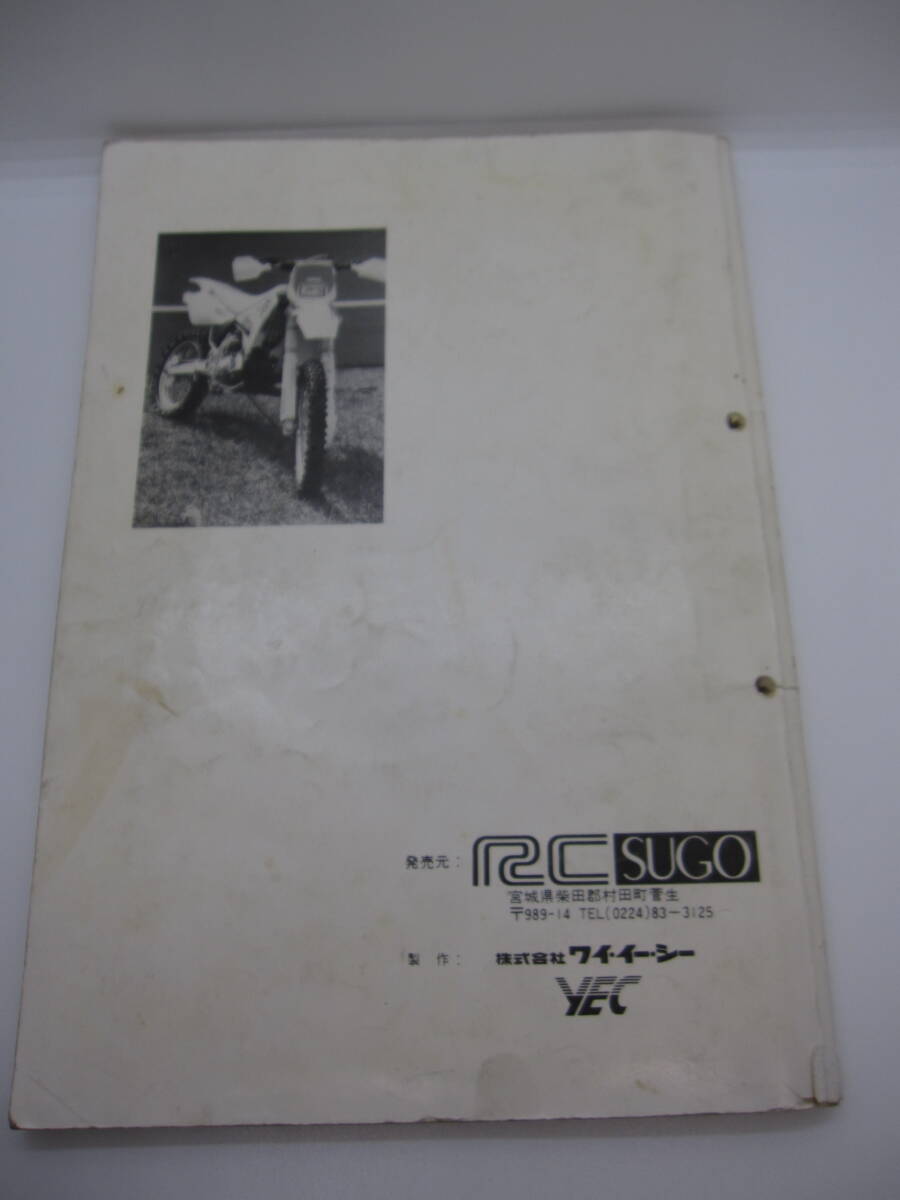 発売元: RC SUGO
宮城県柴田郡村田町菅生
〒989-14 TEL(0224)83-3125
製作: 株式会社ワイ・イー・シー
YEC